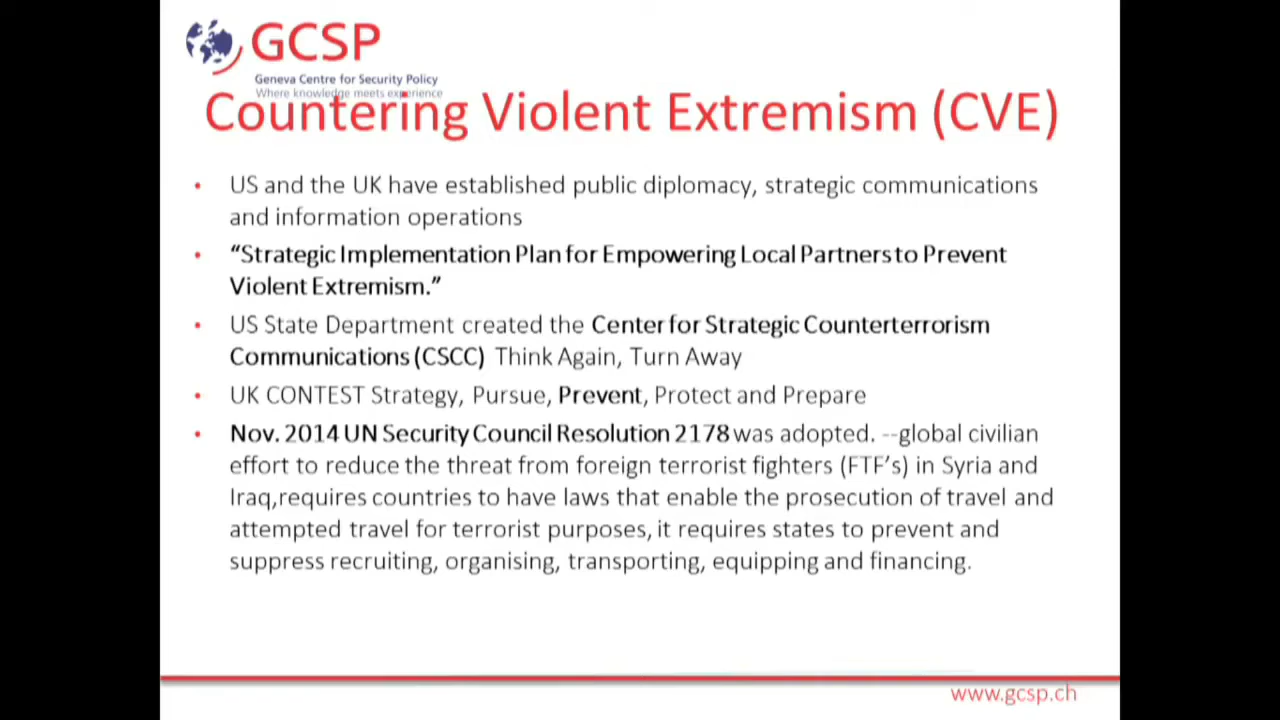 GCSP
Geneva Centre for Security Policy
Where knowledge meets experience
Countering Violent Extremism (CVE)
• US and the UK have established public diplomacy, strategic communications
and information operations
• “Strategic Implementation Plan for Empowering Local Partners to Prevent
Violent Extremism.”
• US State Department created the Center for Strategic Counterterrorism
Communications (CSCC) Think Again, Turn Away
• UK CONTEST Strategy, Pursue, Prevent, Protect and Prepare
• Nov. 2014 UN Security Council Resolution 2178 was adopted. --global civilian
effort to reduce the threat from foreign terrorist fighters (FTF’s) in Syria and
Iraq,requires countries to have laws that enable the prosecution of travel and
attempted travel for terrorist purposes, it requires states to prevent and
suppress recruiting, organising, transporting, equipping and financing.
www.gcsp.ch